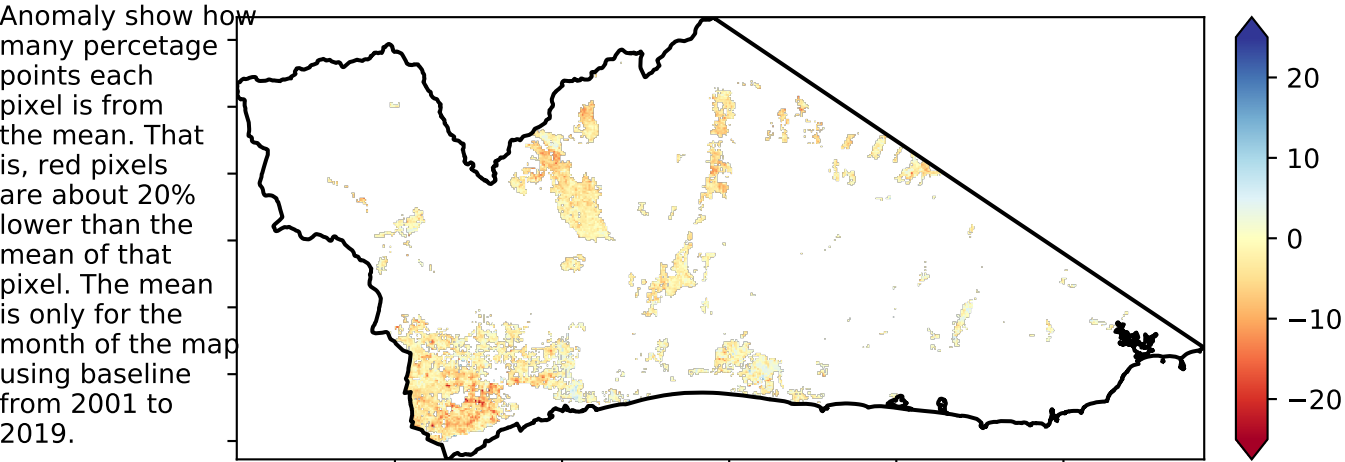 Anomaly show how
many percetage
points each
pixel is from
the mean. That
is, red pixels
are about 20%
lower than the
mean of that
pixel. The mean
is only for the
month of the map
using baseline
from 2001 to
2019.
20
10
0
−10
−20